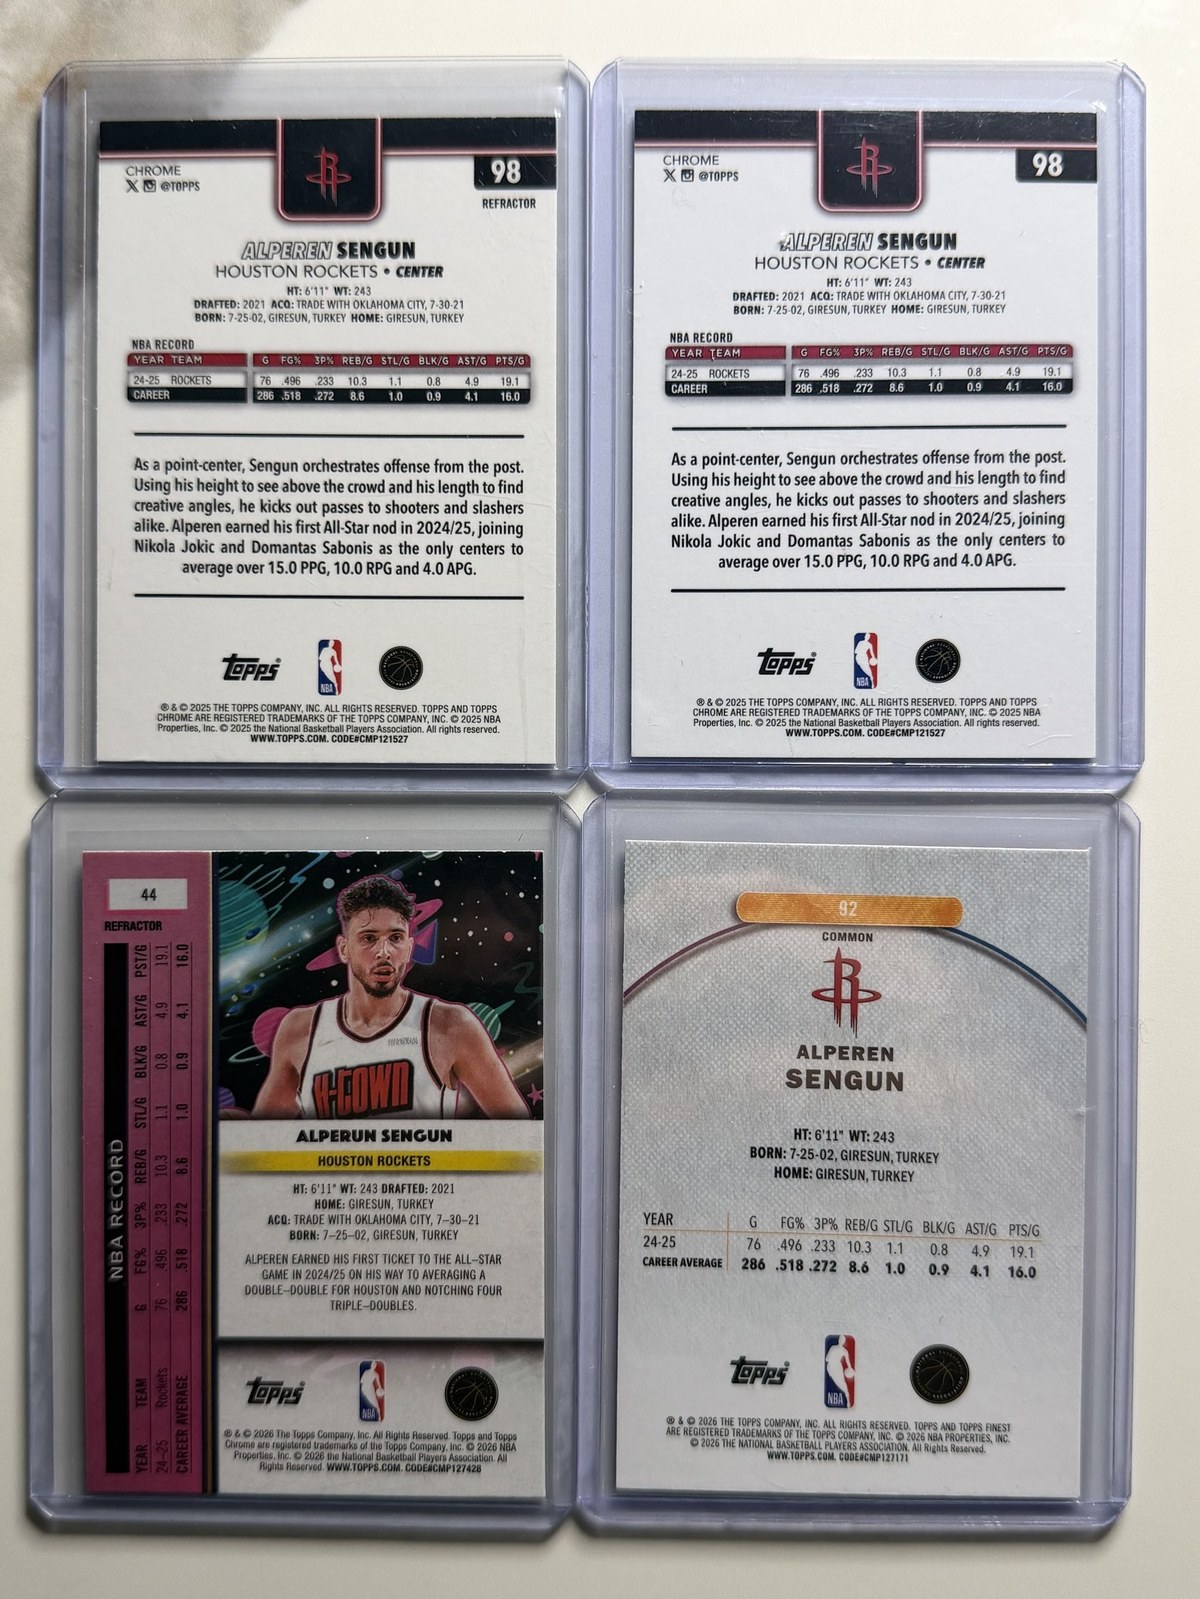 CHROME
@TOPPS
98
REFRACTOR
ALPEREN SENGUN
HOUSTON ROCKETS • CENTER
HT: 6'11" WT: 243
DRAFTED: 2021 ACQ: TRADE WITH OKLAHOMA CITY, 7-30-21
BORN: 7-25-02, GIRESUN, TURKEY HOME: GIRESUN, TURKEY
NBA RECORD
YEAR TEAM G FG% 3P% REB/G STL/G BLK/G AST/G PTS/G
24-25 ROCKETS 76 .496 .233 10.3 1.1 0.8 4.9 19.1
CAREER 286 .518 .272 8.6 1.0 0.9 4.1 16.0
As a point-center, Sengun orchestrates offense from the post.
Using his height to see above the crowd and his length to find
creative angles, he kicks out passes to shooters and slashers
alike. Alperen earned his first All-Star nod in 2024/25, joining
Nikola Jokic and Domantas Sabonis as the only centers to
average over 15.0 PPG, 10.0 RPG and 4.0 APG.
Topps
NBA
® & © 2025 THE TOPPS COMPANY, INC. ALL RIGHTS RESERVED. TOPPS AND TOPPS
CHROME ARE REGISTERED TRADEMARKS OF THE TOPPS COMPANY, INC. © 2025 NBA
Properties, Inc. © 2025 the National Basketball Players Association. All rights reserved.
WWW.TOPPS.COM. CODE#CMP121527
CHROME
@TOPPS
98
ALPEREN SENGUN
HOUSTON ROCKETS • CENTER
HT: 6'11" WT: 243
DRAFTED: 2021 ACQ: TRADE WITH OKLAHOMA CITY, 7-30-21
BORN: 7-25-02, GIRESUN, TURKEY HOME: GIRESUN, TURKEY
NBA RECORD
YEAR TEAM G FG% 3P% REB/G STL/G BLK/G AST/G PTS/G
24-25 ROCKETS 76 .496 .233 10.3 1.1 0.8 4.9 19.1
CAREER 286 .518 .272 8.6 1.0 0.9 4.1 16.0
As a point-center, Sengun orchestrates offense from the post.
Using his height to see above the crowd and his length to find
creative angles, he kicks out passes to shooters and slashers
alike. Alperen earned his first All-Star nod in 2024/25, joining
Nikola Jokic and Domantas Sabonis as the only centers to
average over 15.0 PPG, 10.0 RPG and 4.0 APG.
Topps
NBA
® & © 2025 THE TOPPS COMPANY, INC. ALL RIGHTS RESERVED. TOPPS AND TOPPS
CHROME ARE REGISTERED TRADEMARKS OF THE TOPPS COMPANY, INC. © 2025 NBA
Properties, Inc. © 2025 the National Basketball Players Association. All rights reserved.
WWW.TOPPS.COM. CODE#CMP121527
44
REFRACTOR
NBA RECORD
YEAR TEAM G FG% 3P% REB/G STL/G BLK/G AST/G PST/G
24-25 Rockets 76 .496 .233 10.3 1.1 0.8 4.9 19.1
CAREER AVERAGE 286 .518 .272 8.6 1.0 0.9 4.1 16.0
H-TOWN
ALPERUN SENGUN
HOUSTON ROCKETS
HT: 6'11" WT: 243 DRAFTED: 2021
HOME: GIRESUN, TURKEY
ACQ: TRADE WITH OKLAHOMA CITY, 7-30-21
BORN: 7-25-02, GIRESUN, TURKEY
ALPEREN EARNED HIS FIRST TICKET TO THE ALL-STAR
GAME IN 2024/25 ON HIS WAY TO AVERAGING A
DOUBLE-DOUBLE FOR HOUSTON AND NOTCHING FOUR
TRIPLE-DOUBLES.
Topps
NBA
® & © 2026 The Topps Company, Inc. All Rights Reserved. Topps and Topps
Chrome are registered trademarks of the Topps Company, Inc. © 2026 NBA
Properties, Inc. © 2026 the National Basketball Players Association. All
Rights Reserved. WWW.TOPPS.COM. CODE#CMP127428
92
COMMON
ALPEREN
SENGUN
HT: 6'11" WT: 243
BORN: 7-25-02, GIRESUN, TURKEY
HOME: GIRESUN, TURKEY
YEAR G FG% 3P% REB/G STL/G BLK/G AST/G PTS/G
24-25 76 .496 .233 10.3 1.1 0.8 4.9 19.1
CAREER AVERAGE 286 .518 .272 8.6 1.0 0.9 4.1 16.0
Topps
NBA
® & © 2026 THE TOPPS COMPANY, INC. ALL RIGHTS RESERVED. TOPPS AND TOPPS FINEST
ARE REGISTERED TRADEMARKS OF THE TOPPS COMPANY, INC. © 2026 NBA PROPERTIES, INC.
© 2026 THE NATIONAL BASKETBALL PLAYERS ASSOCIATION. All Rights Reserved.
WWW.TOPPS.COM. CODE#CMP127171